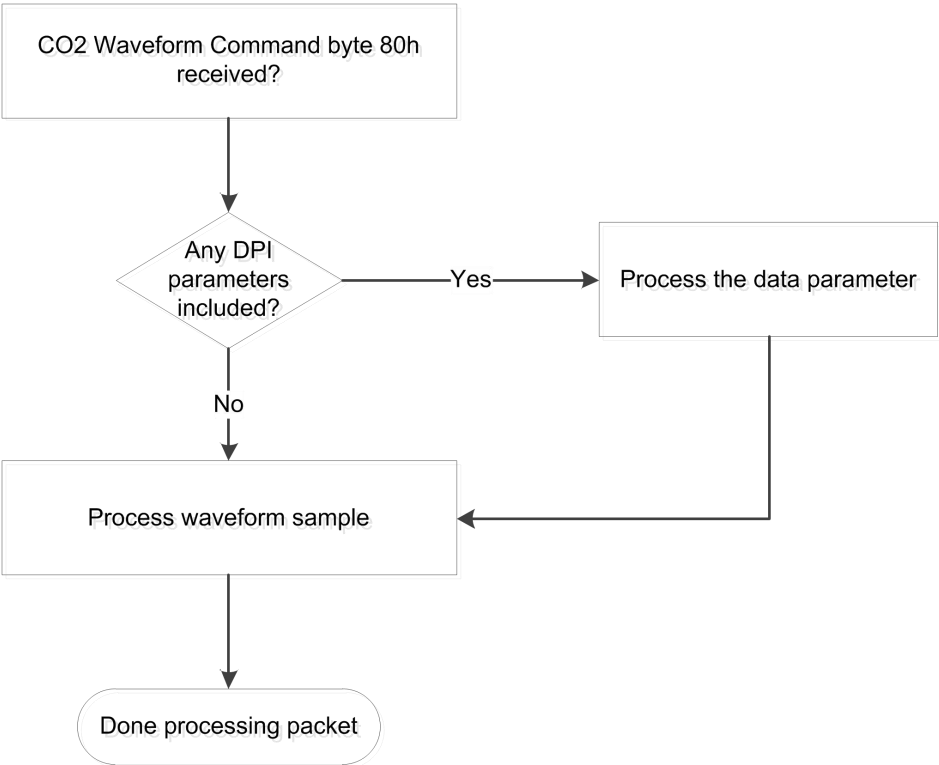 CO2 Waveform Command byte 80h
received?
Any DPI
parameters
included?
Yes
Process the data parameter
No
Process waveform sample
Done processing packet